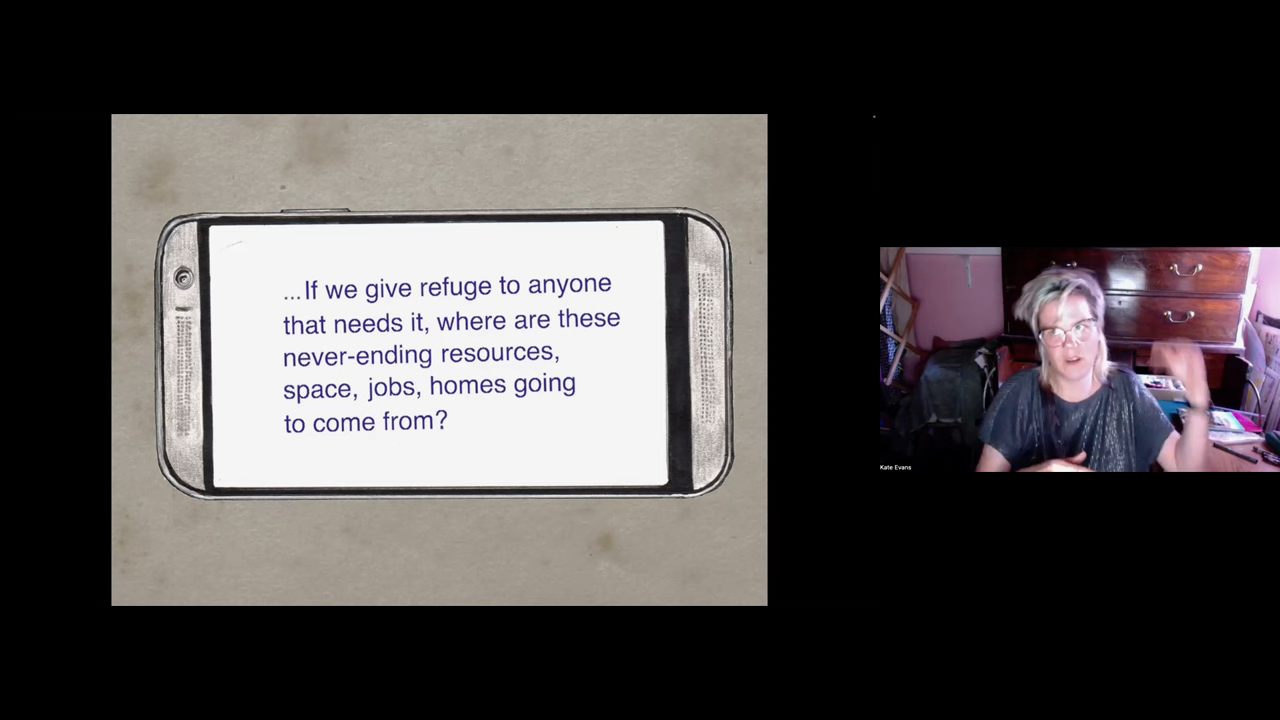 ...If we give refuge to anyone
that needs it, where are these
never-ending resources,
space, jobs, homes going
to come from?
Kate Evans